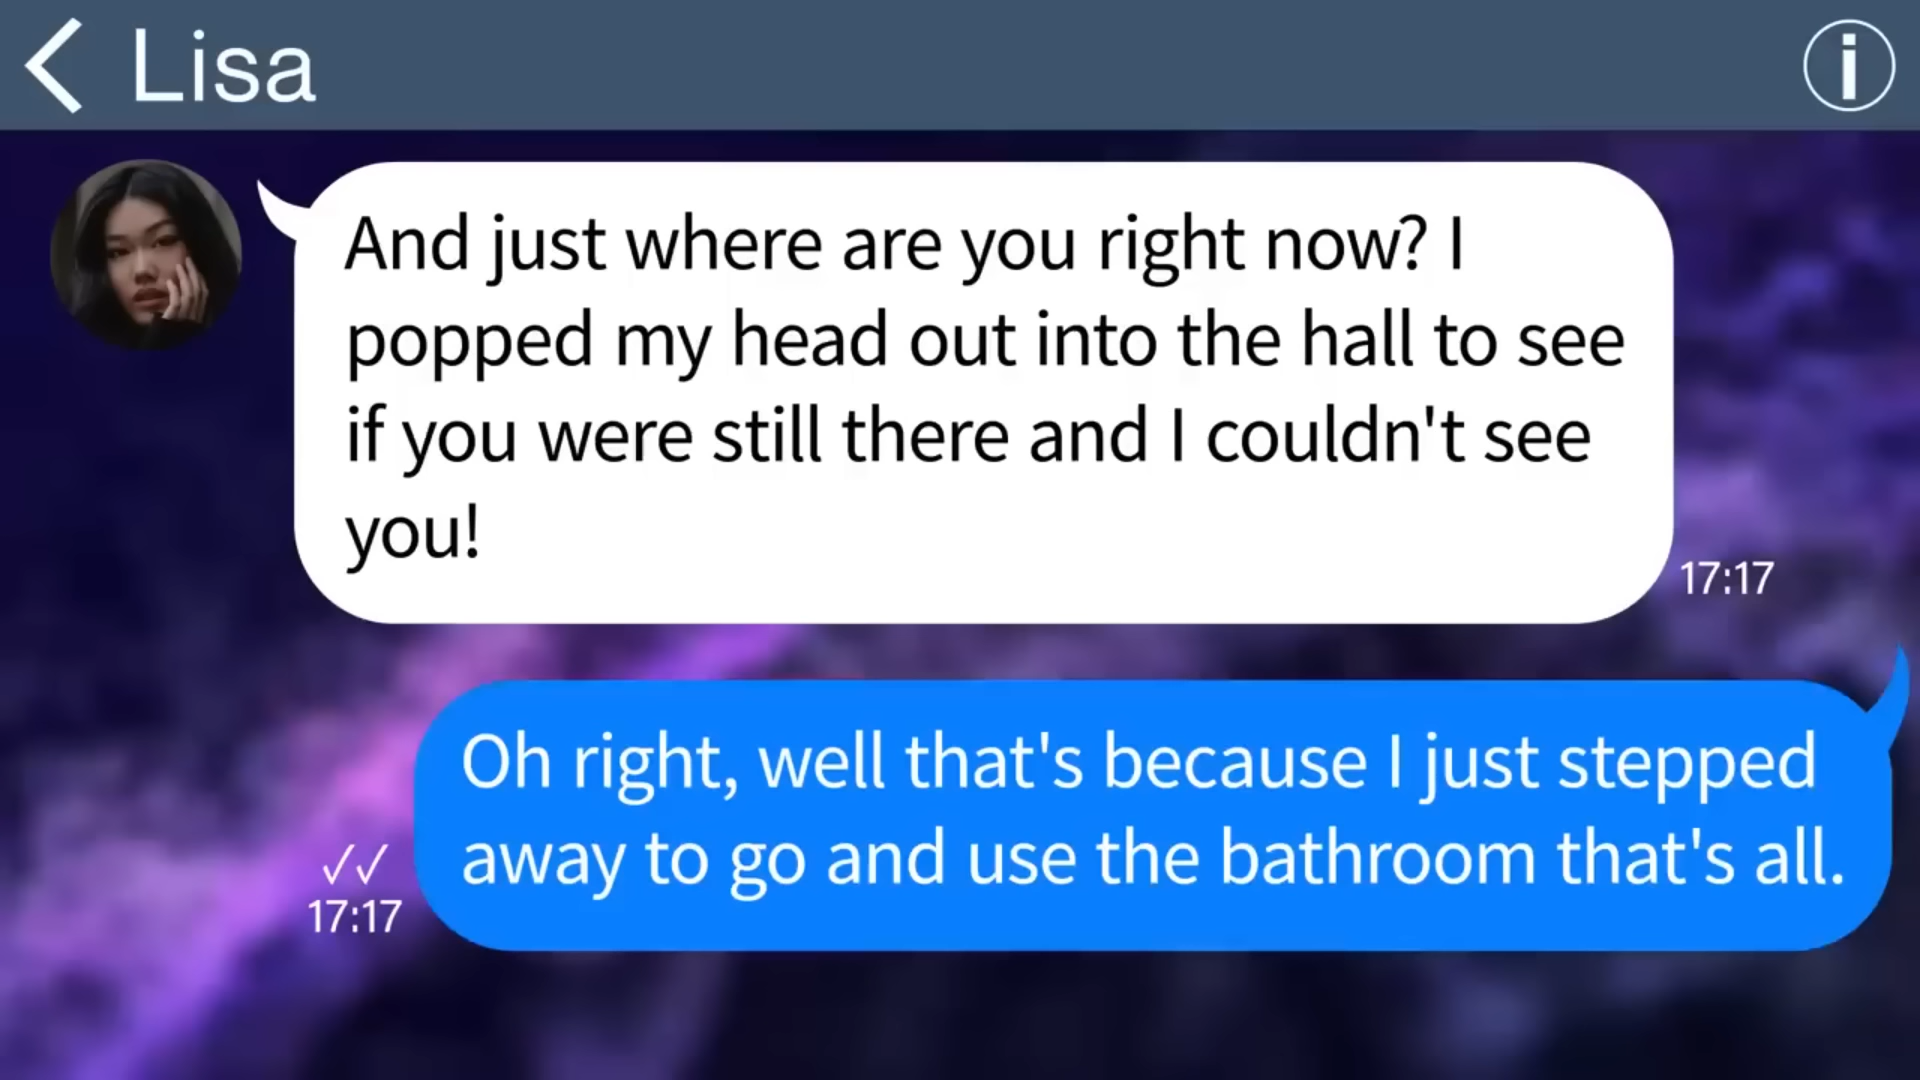 Lisa
And just where are you right now? I
popped my head out into the hall to see
if you were still there and I couldn't see
you!
17:17
Oh right, well that's because I just stepped
away to go and use the bathroom that's all.
17:17